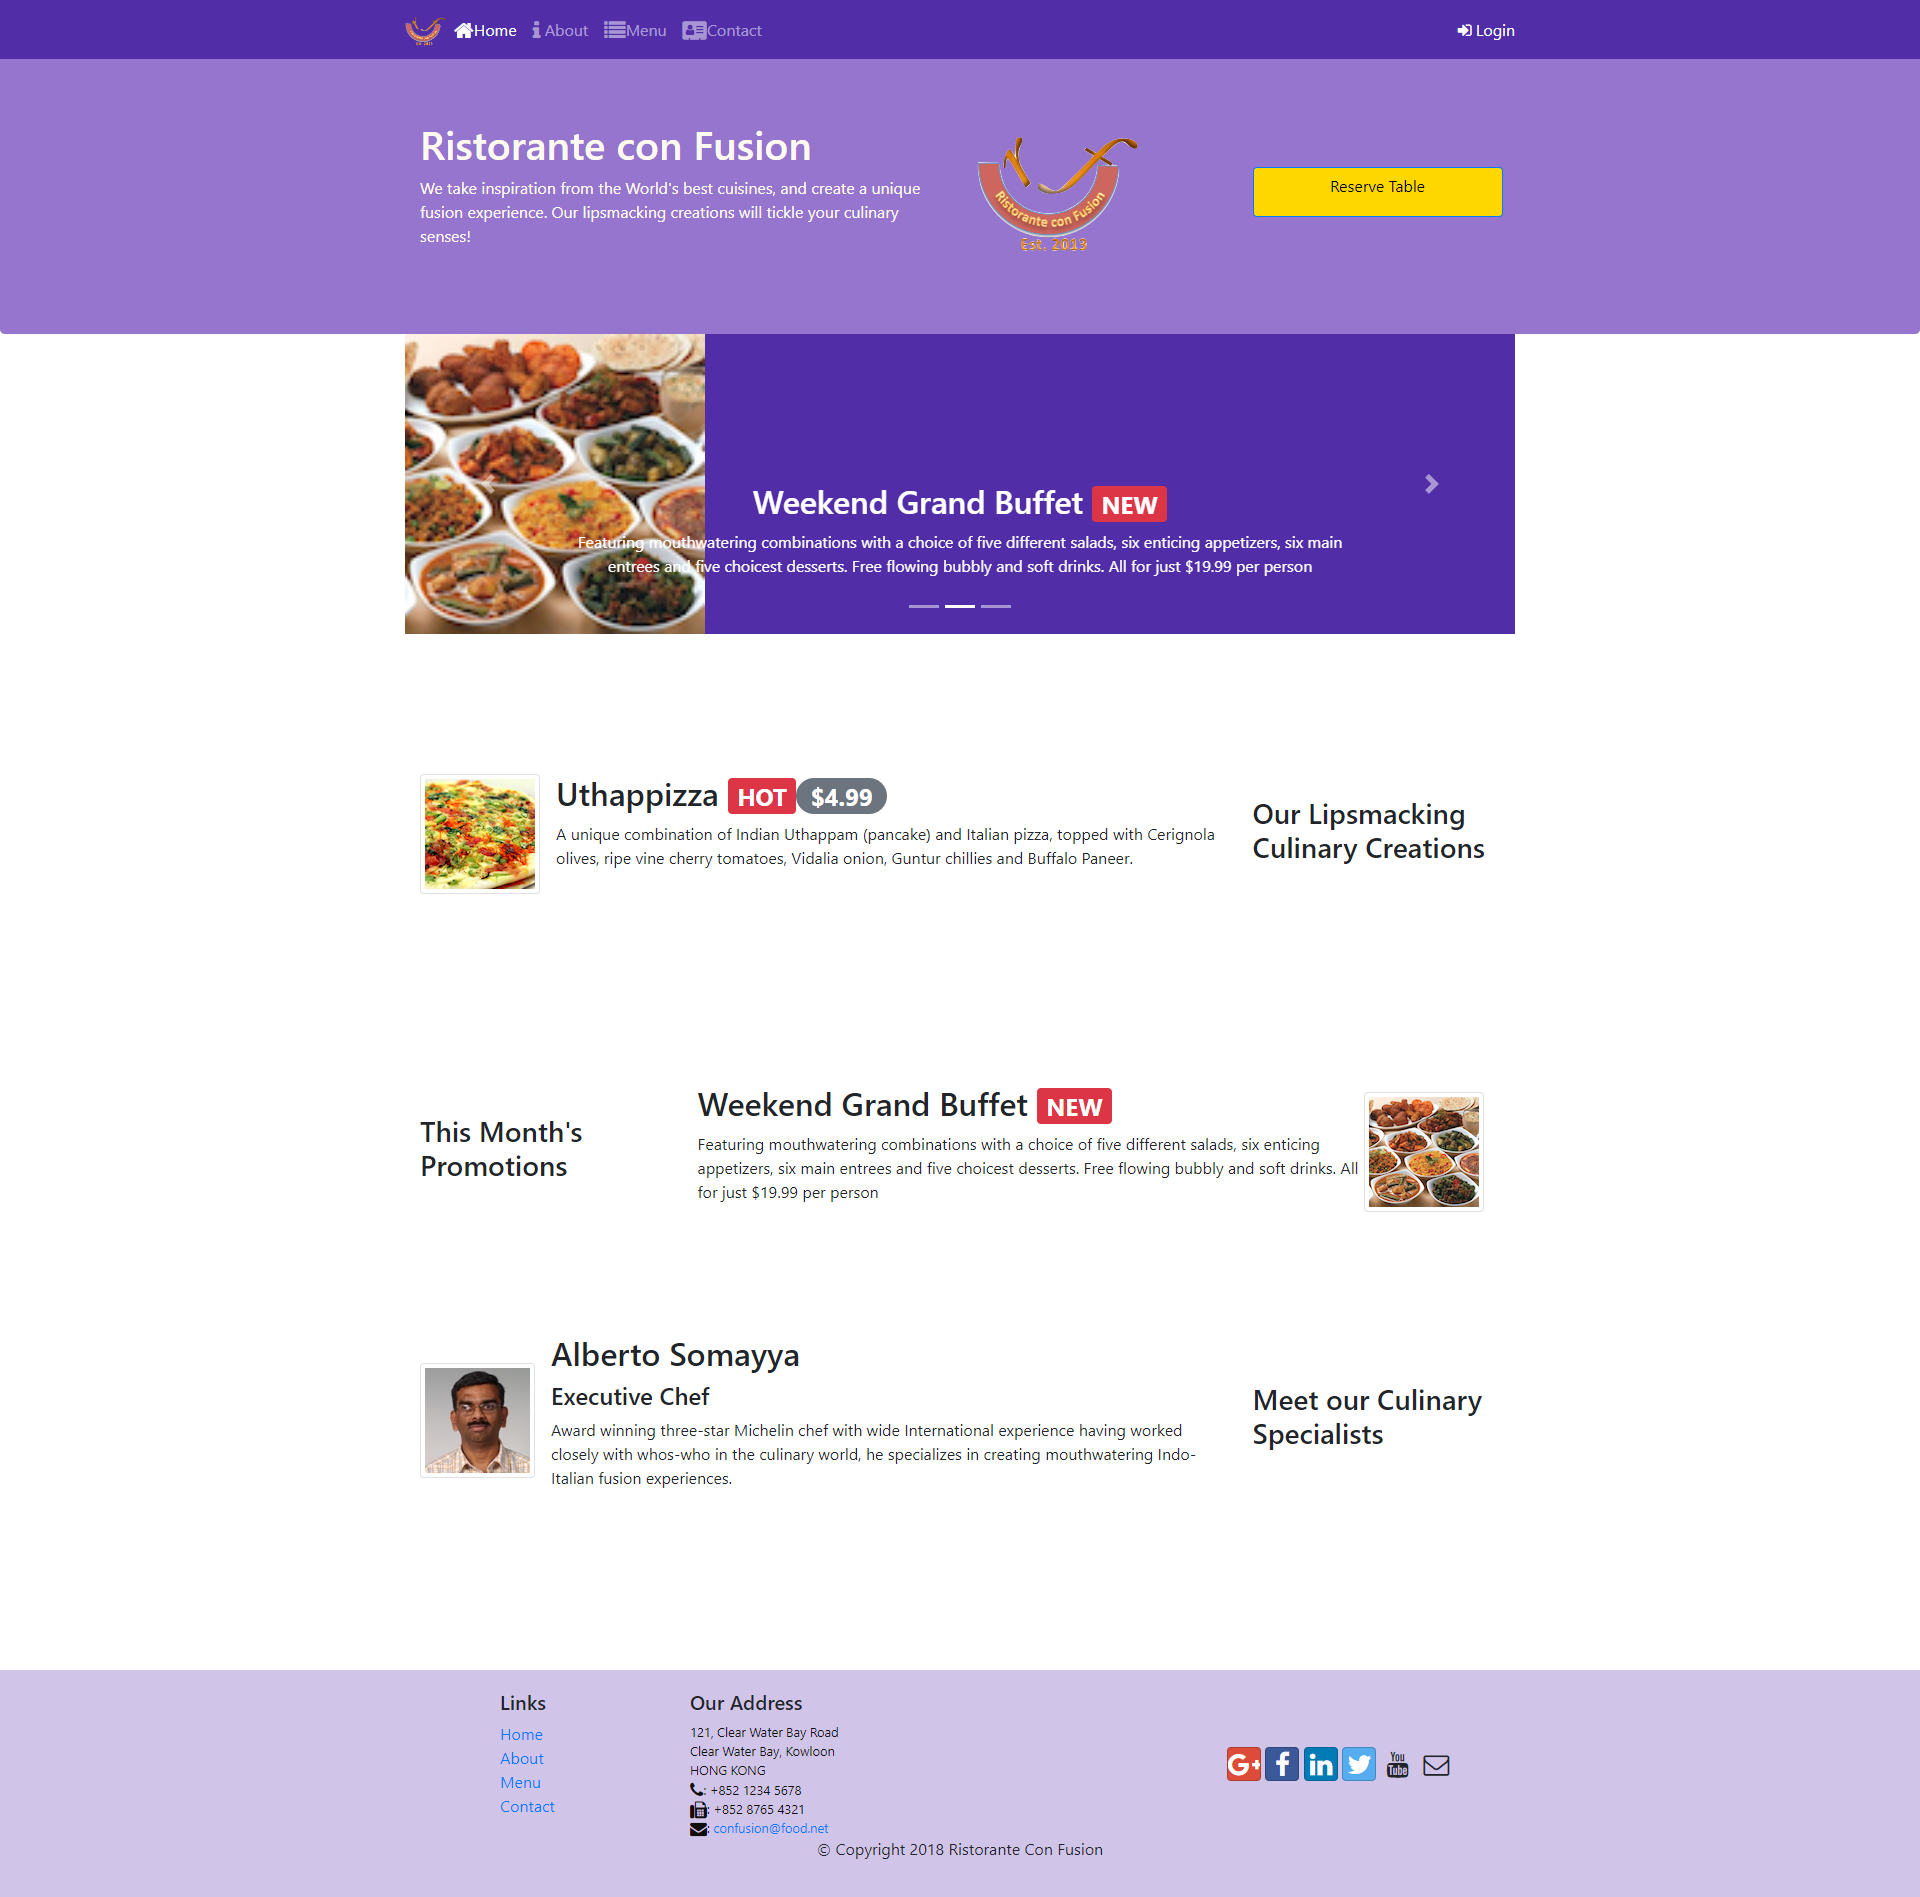 Home About Menu Contact Login
Ristorante con Fusion
We take inspiration from the World's best cuisines, and create a unique
fusion experience. Our lipsmacking creations will tickle your culinary
senses!
Ristorante con Fusion
Est. 2013
Reserve Table
Weekend Grand Buffet NEW
Featuring mouthwatering combinations with a choice of five different salads, six enticing appetizers, six main
entrees and five choicest desserts. Free flowing bubbly and soft drinks. All for just $19.99 per person
Uthappizza HOT $4.99
A unique combination of Indian Uthappam (pancake) and Italian pizza, topped with Cerignola
olives, ripe vine cherry tomatoes, Vidalia onion, Guntur chillies and Buffalo Paneer.
Our Lipsmacking
Culinary Creations
This Month's
Promotions
Weekend Grand Buffet NEW
Featuring mouthwatering combinations with a choice of five different salads, six enticing
appetizers, six main entrees and five choicest desserts. Free flowing bubbly and soft drinks. All
for just $19.99 per person
Alberto Somayya
Executive Chef
Award winning three-star Michelin chef with wide International experience having worked
closely with whos-who in the culinary world, he specializes in creating mouthwatering Indo-
Italian fusion experiences.
Meet our Culinary
Specialists
Links
Home
About
Menu
Contact
Our Address
121, Clear Water Bay Road
Clear Water Bay, Kowloon
HONG KONG
: +852 1234 5678
: +852 8765 4321
: confusion@food.net
G+ f in You Tube
© Copyright 2018 Ristorante Con Fusion